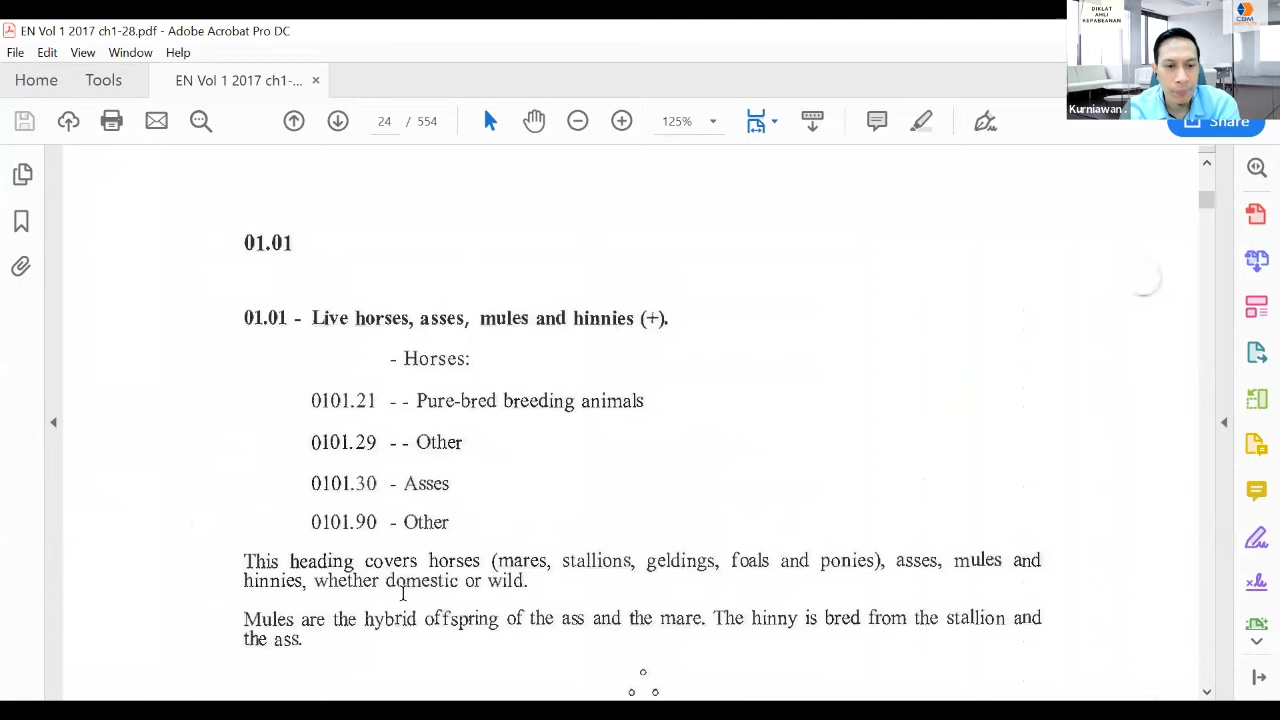 EN Vol 1 2017 ch1-28.pdf - Adobe Acrobat Pro DC
File Edit View Window Help
Home Tools EN Vol 1 2017 ch1-... ×
125%
Share
DIKLAT
AHLI
KEPABEANAN
CBM
Kurniawan .
01.01
01.01 - Live horses, asses, mules and hinnies (+).
- Horses:
0101.21 - - Pure-bred breeding animals
0101.29 - - Other
0101.30 - Asses
0101.90 - Other
This heading covers horses (mares, stallions, geldings, foals and ponies), asses, mules and
hinnies, whether domestic or wild.
Mules are the hybrid offspring of the ass and the mare. The hinny is bred from the stallion and
the ass.